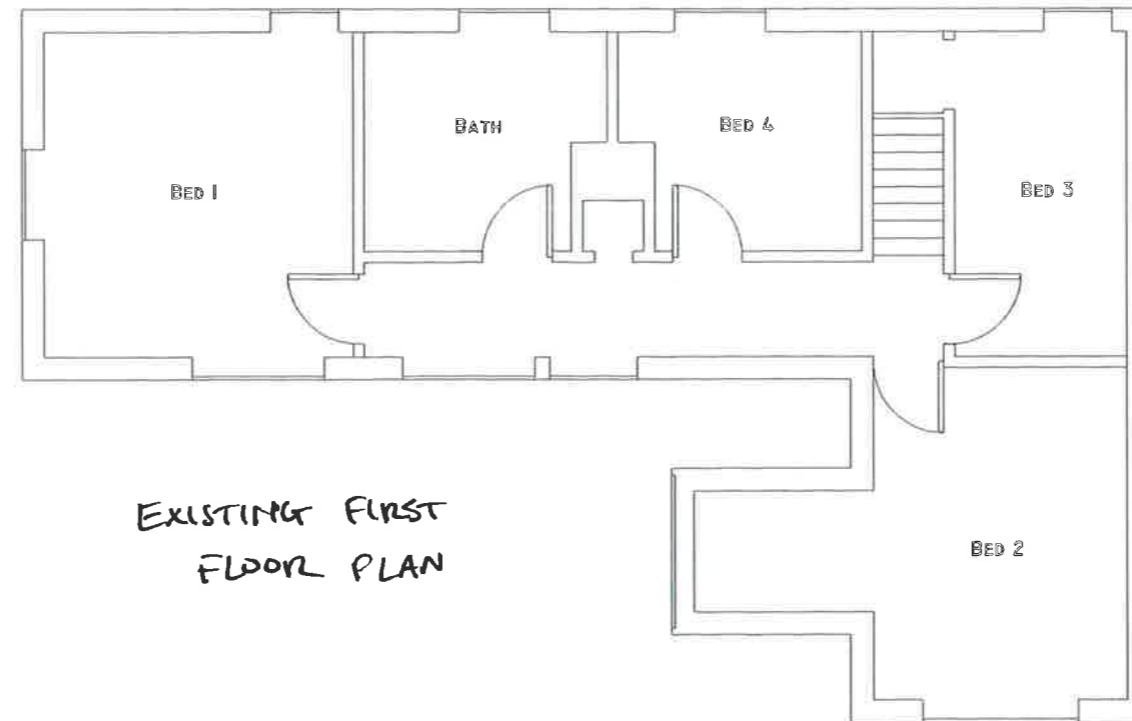 BATH
BED 4
BED 1
BED 3
EXISTING FIRST
FLOOR PLAN
BED 2